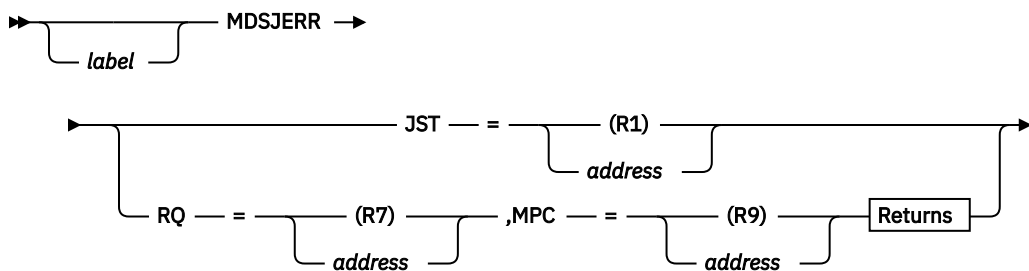 MDSJERR
label
JST = (R1)
address
RQ = (R7) ,MPC = (R9) Returns
address address